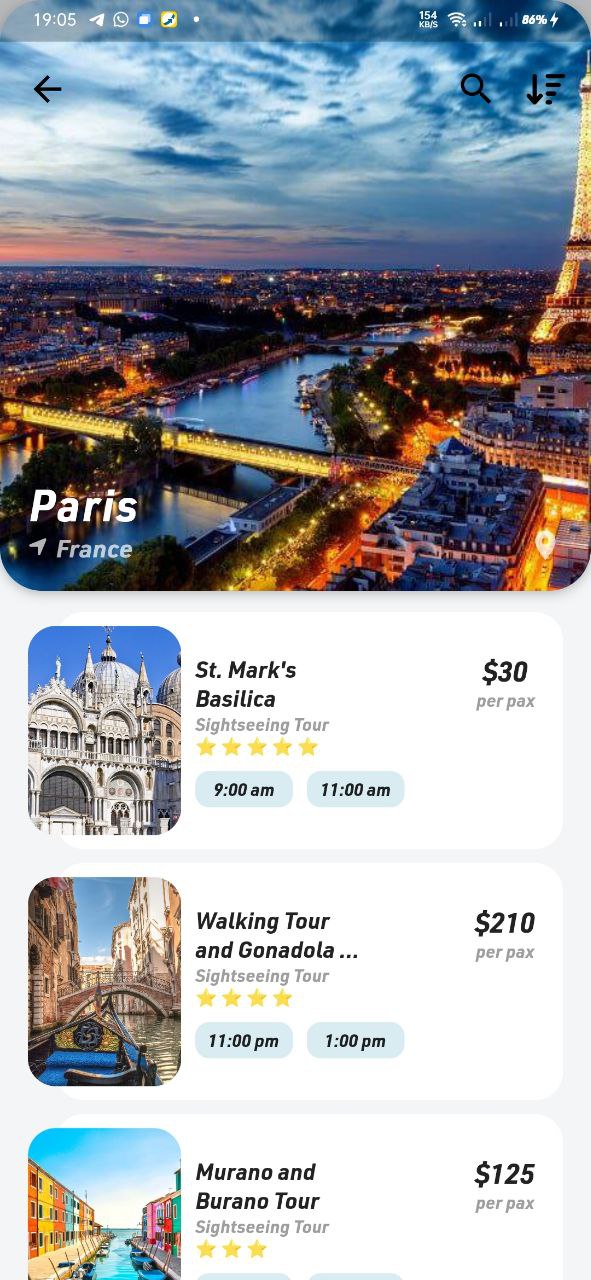 19:05
154
KB/S
86%
Paris
France
St. Mark's
Basilica
$30
per pax
Sightseeing Tour
9:00 am
11:00 am
Walking Tour
and Gonadola ...
$210
per pax
Sightseeing Tour
11:00 pm
1:00 pm
Murano and
Burano Tour
$125
per pax
Sightseeing Tour